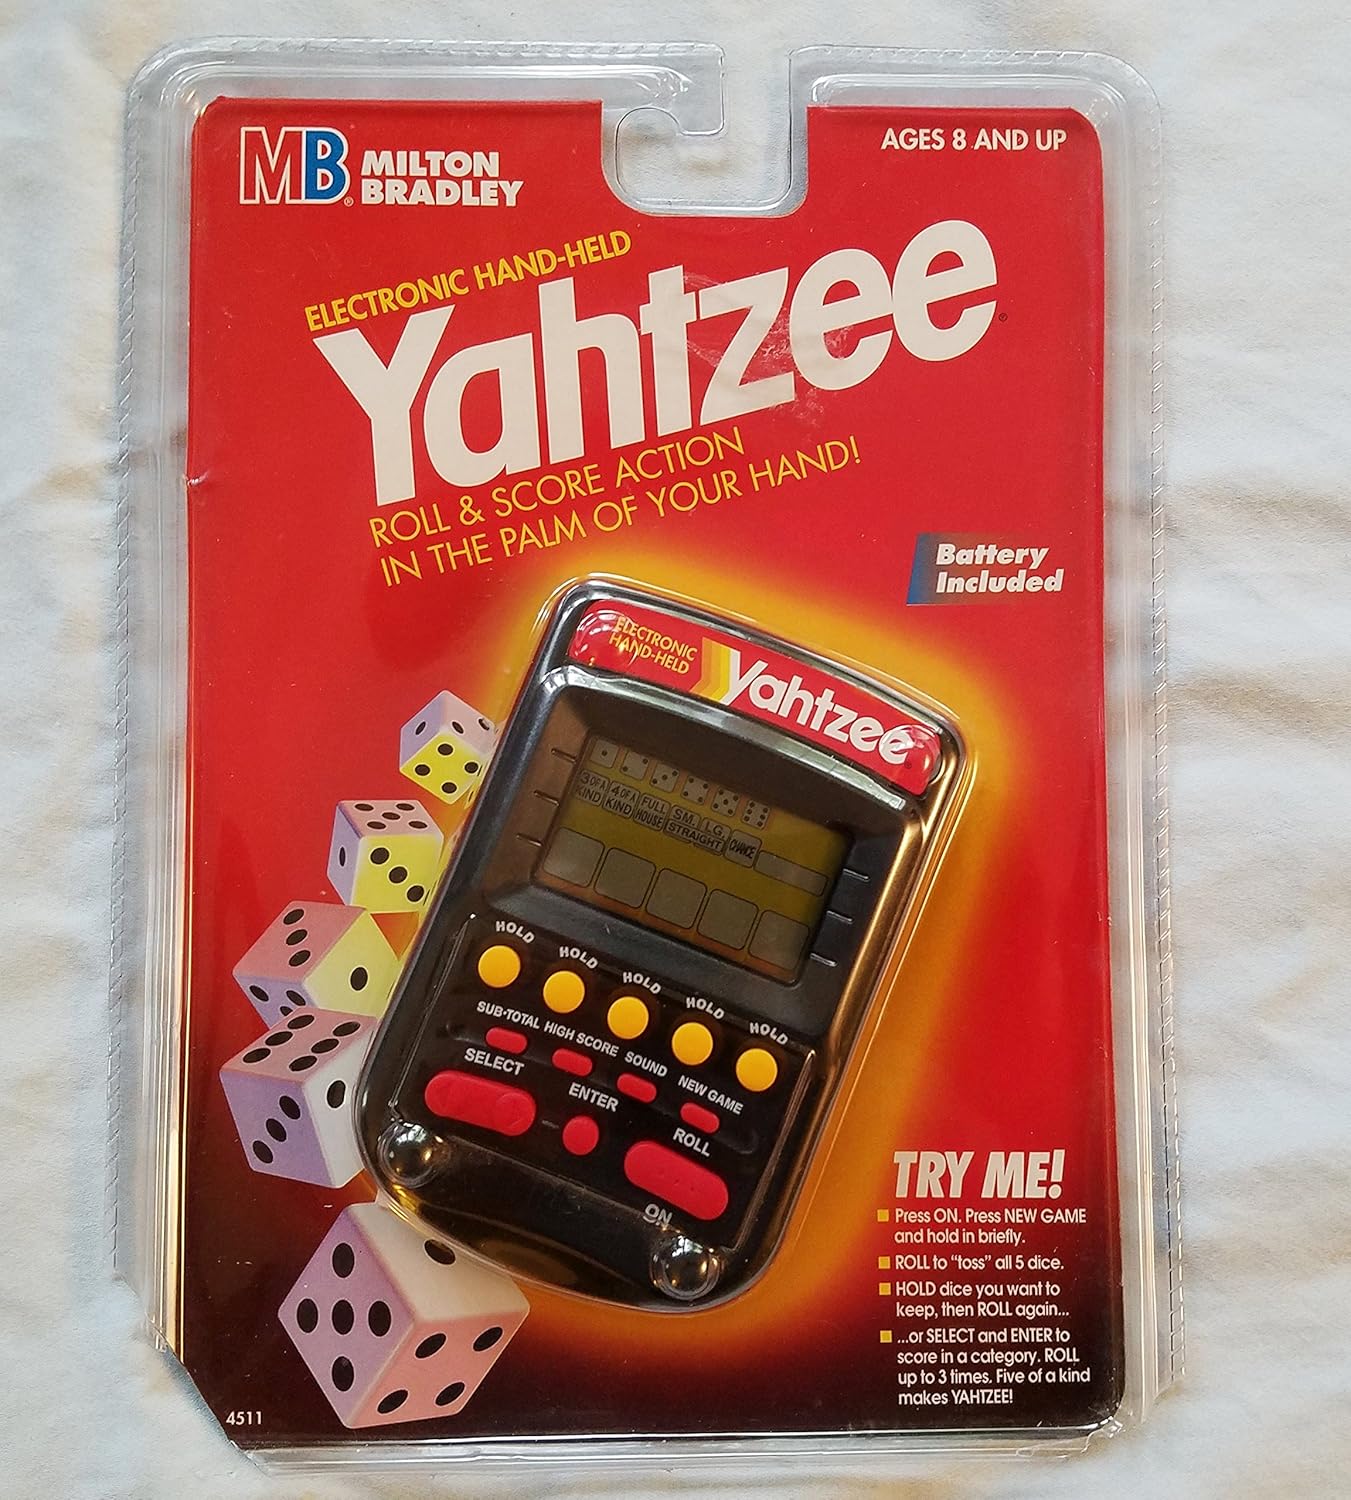 MB® MILTON
BRADLEY
AGES 8 AND UP
ELECTRONIC HAND-HELD
Yahtzee®
ROLL & SCORE ACTION
IN THE PALM OF YOUR HAND!
Battery
Included
ELECTRONIC
HAND-HELD
Yahtzee
3 OF A
KIND
4 OF A
KIND
FULL
HOUSE
SM. LG.
STRAIGHT
CHANCE
HOLD HOLD HOLD HOLD HOLD
SUB•TOTAL HIGH SCORE SOUND NEW GAME
SELECT ENTER ROLL
ON
TRY ME!
Press ON. Press NEW GAME
and hold in briefly.
ROLL to “toss” all 5 dice.
HOLD dice you want to
keep, then ROLL again...
...or SELECT and ENTER to
score in a category. ROLL
up to 3 times. Five of a kind
makes YAHTZEE!
4511